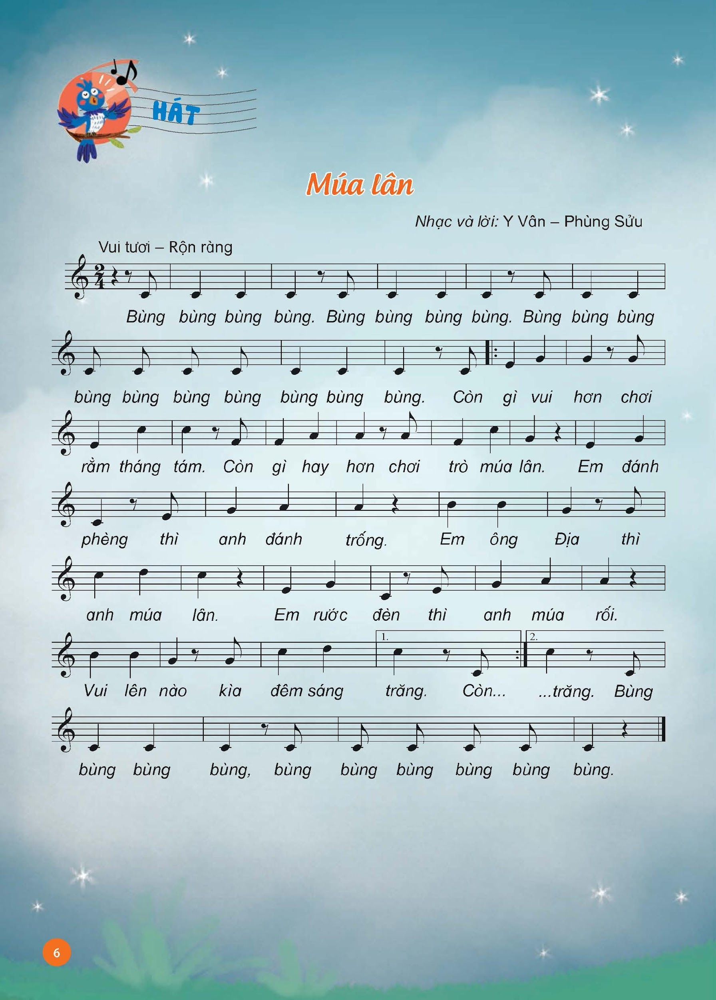 HÁT
Múa lân
Nhạc và lời: Y Vân – Phùng Sửu
Vui tươi – Rộn ràng
2
4
Bùng bùng bùng bùng. Bùng bùng bùng bùng. Bùng bùng bùng
bùng bùng bùng bùng bùng bùng bùng. Còn gì vui hơn chơi
rằm tháng tám. Còn gì hay hơn chơi trò múa lân. Em đánh
phèng thì anh đánh trống. Em ông Địa thì
anh múa lân. Em rước đèn thì anh múa rối.
1. 2.
Vui lên nào kìa đêm sáng trăng. Còn... ...trăng. Bùng
bùng bùng bùng, bùng bùng bùng bùng bùng bùng.
6